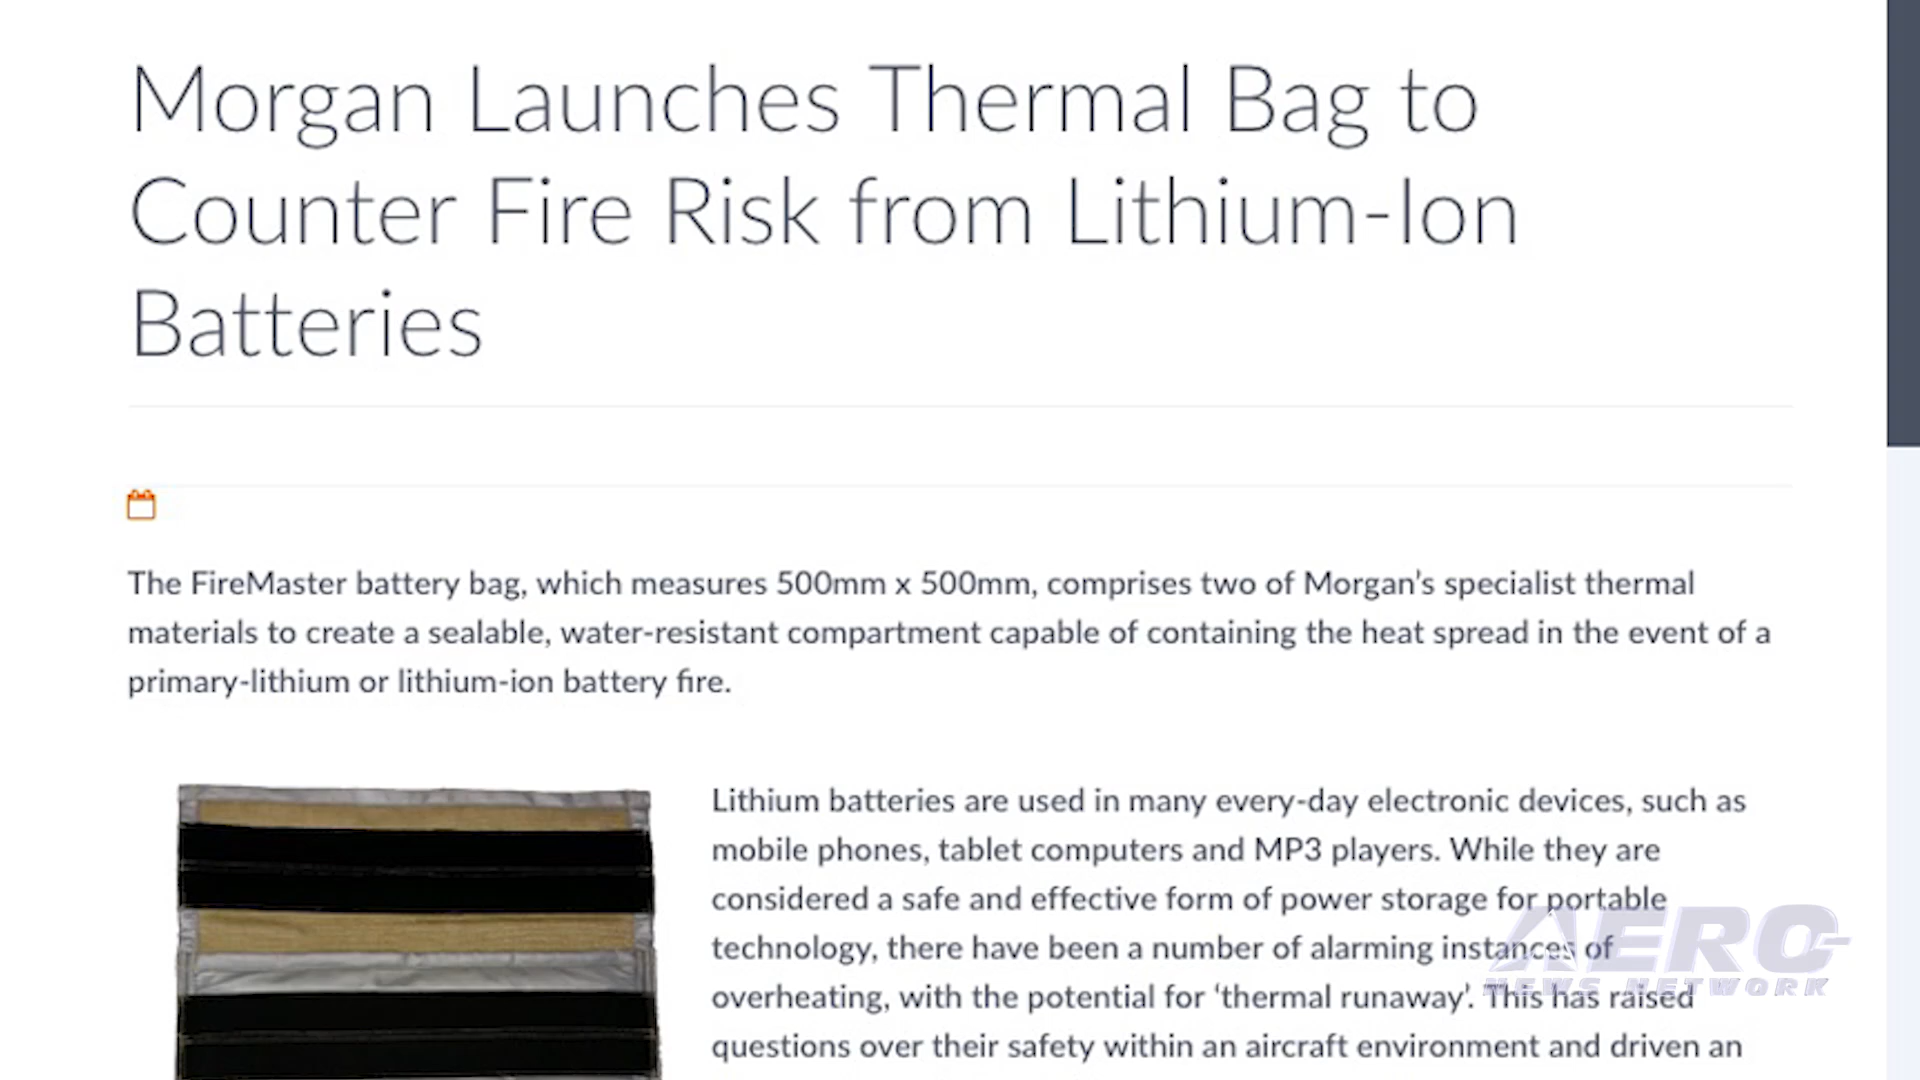 Morgan Launches Thermal Bag to
Counter Fire Risk from Lithium-Ion
Batteries
The FireMaster battery bag, which measures 500mm x 500mm, comprises two of Morgan’s specialist thermal
materials to create a sealable, water-resistant compartment capable of containing the heat spread in the event of a
primary-lithium or lithium-ion battery fire.
Lithium batteries are used in many every-day electronic devices, such as
mobile phones, tablet computers and MP3 players. While they are
considered a safe and effective form of power storage for portable
technology, there have been a number of alarming instances of
overheating, with the potential for ‘thermal runaway’. This has raised
questions over their safety within an aircraft environment and driven an
AERO-
NEWS NETWORK